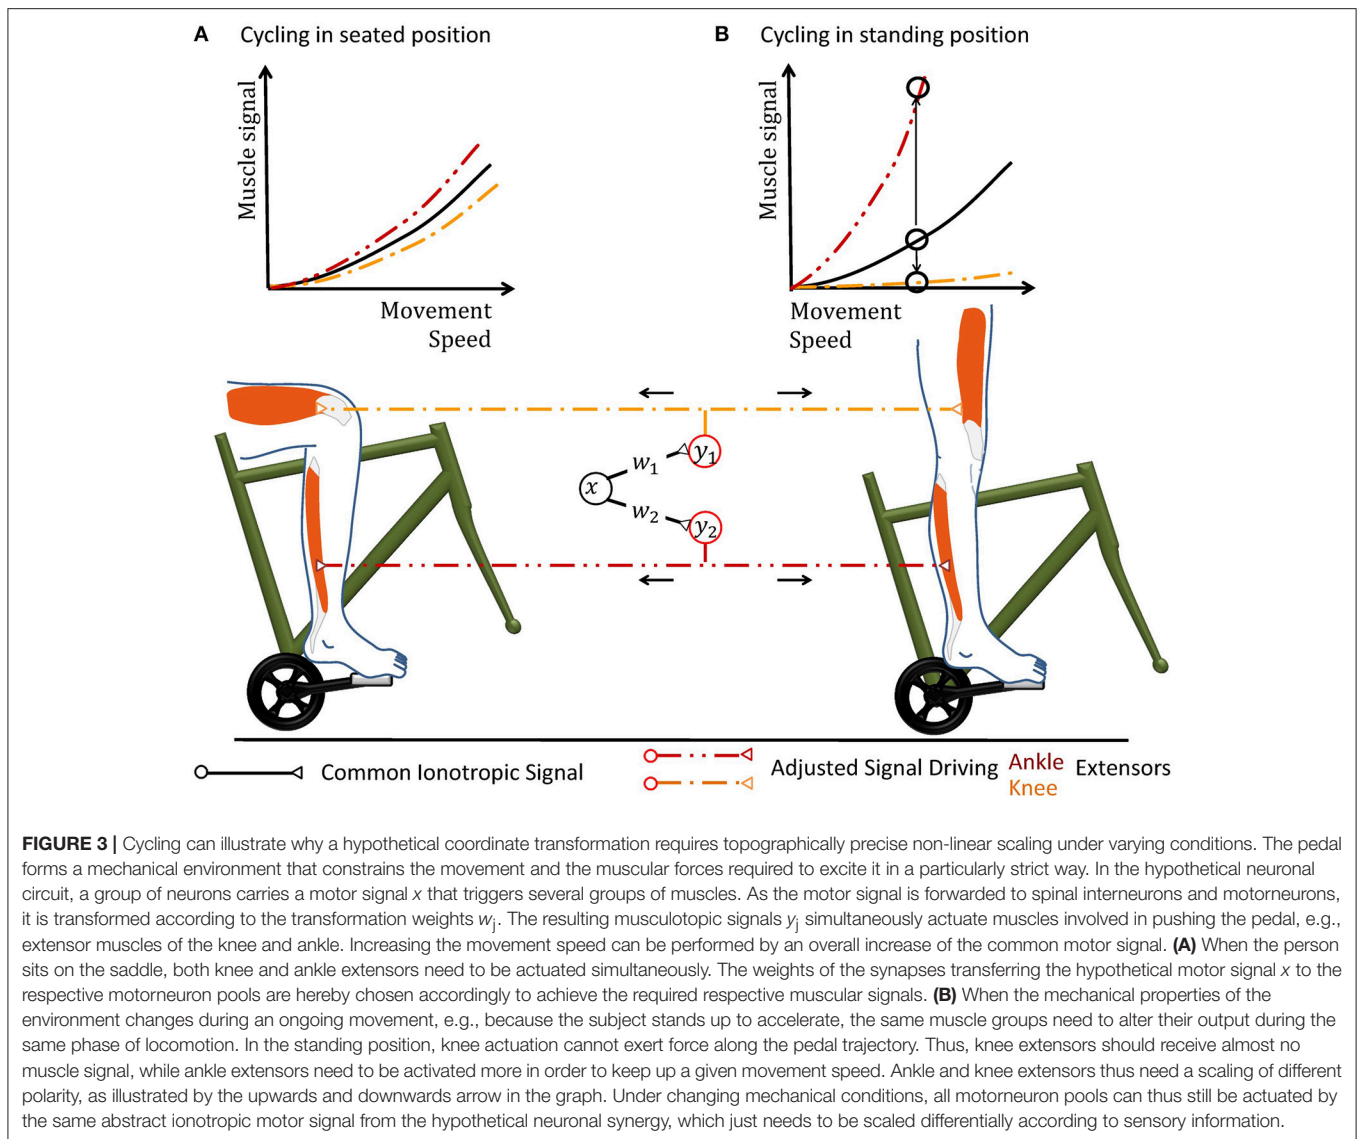 A Cycling in seated position
B Cycling in standing position
Muscle signal
Movement
Speed
Muscle signal
Movement
Speed
w1
y1
x
w2
y2
Common Ionotropic Signal
Adjusted Signal Driving Ankle Extensors
Knee
FIGURE 3 | Cycling can illustrate why a hypothetical coordinate transformation requires topographically precise non-linear scaling under varying conditions. The pedal
forms a mechanical environment that constrains the movement and the muscular forces required to excite it in a particularly strict way. In the hypothetical neuronal
circuit, a group of neurons carries a motor signal x that triggers several groups of muscles. As the motor signal is forwarded to spinal interneurons and motorneurons,
it is transformed according to the transformation weights wj. The resulting musculotopic signals yj simultaneously actuate muscles involved in pushing the pedal, e.g.,
extensor muscles of the knee and ankle. Increasing the movement speed can be performed by an overall increase of the common motor signal. (A) When the person
sits on the saddle, both knee and ankle extensors need to be actuated simultaneously. The weights of the synapses transferring the hypothetical motor signal x to the
respective motorneuron pools are hereby chosen accordingly to achieve the required respective muscular signals. (B) When the mechanical properties of the
environment changes during an ongoing movement, e.g., because the subject stands up to accelerate, the same muscle groups need to alter their output during the
same phase of locomotion. In the standing position, knee actuation cannot exert force along the pedal trajectory. Thus, knee extensors should receive almost no
muscle signal, while ankle extensors need to be activated more in order to keep up a given movement speed. Ankle and knee extensors thus need a scaling of different
polarity, as illustrated by the upwards and downwards arrow in the graph. Under changing mechanical conditions, all motorneuron pools can thus still be actuated by
the same abstract ionotropic motor signal from the hypothetical neuronal synergy, which just needs to be scaled differentially according to sensory information.